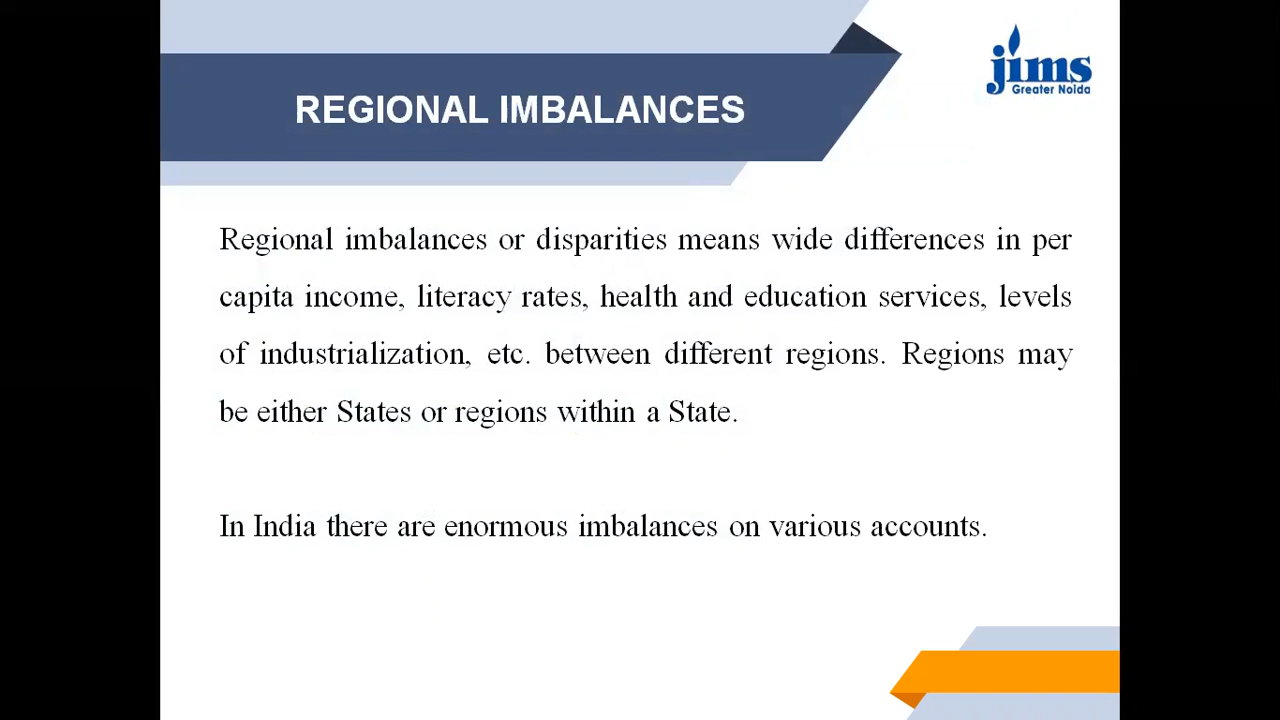 REGIONAL IMBALANCES
jims
Greater Noida
Regional imbalances or disparities means wide differences in per
capita income, literacy rates, health and education services, levels
of industrialization, etc. between different regions. Regions may
be either States or regions within a State.
In India there are enormous imbalances on various accounts.